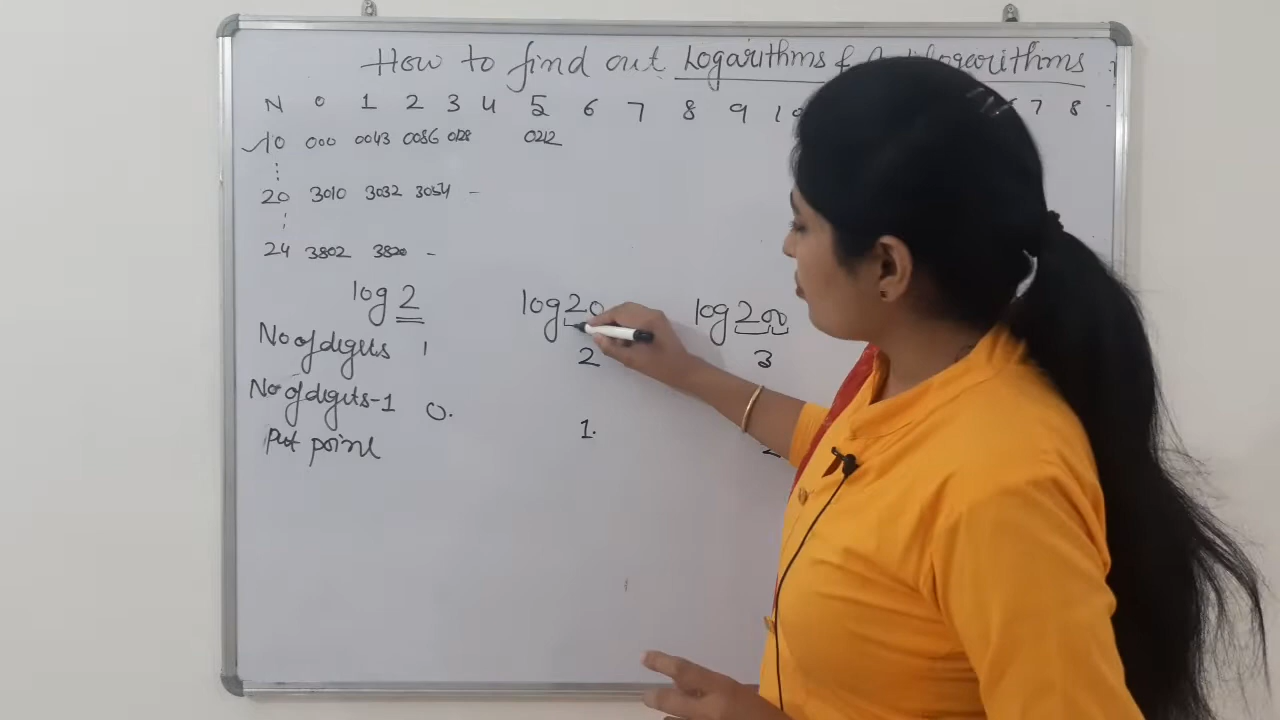 How to find out Logarithms &
N 0 1 2 3 4 5 6 7 8 9 10 7 8 -
10 000 0043 0086 0128 0212
⋮
20 3010 3032 3054 -
⋮
24 3802 3820 -
log 2 log 20 log 200
No of digits 1 2 3
No of digits-1 0. 1.
Put point